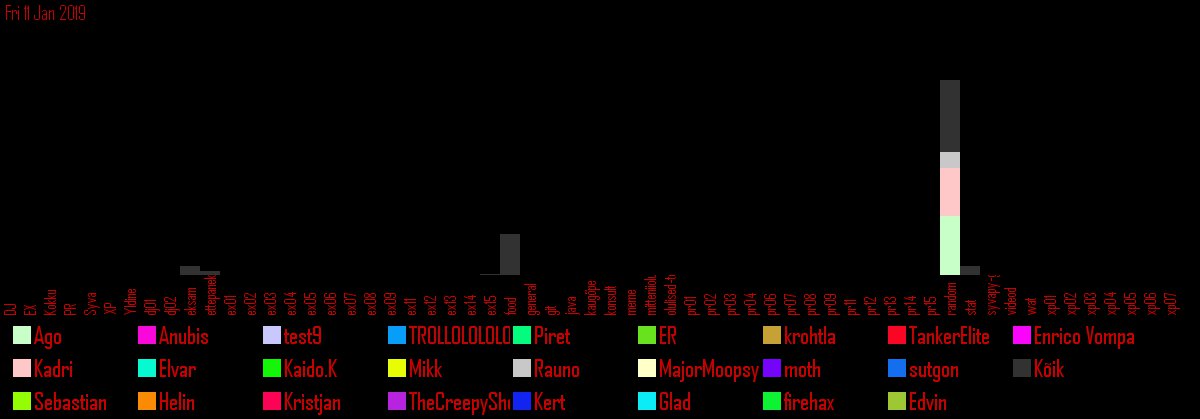 Fri 11 Jan 2019
DJ EX Kokku PR Syva XP Yldine dj01 dj02 eksam ettepanek ex01 ex02 ex03 ex04 ex05 ex06 ex07 ex08 ex09 ex11 ex12 ex13 ex14 ex15 general git java kaugõpe konsult meme pr01 pr02 pr03 pr04 pr06 pr07 pr08 pr09 pr11 pr12 pr13 pr14 pr15 random stat videod xp01 xp02 xp03 xp04 xp05 xp06 xp07
Ago Anubis test9 TROLLOLOLOLO Piret ER krohtla TankerElite Enrico Vompa
Kadri Elvar Kaido.K Mikk Rauno MajorMoopsy moth sutgon Kõik
Sebastian Helin Kristjan TheCreepyShi Kert Glad firehax Edvin